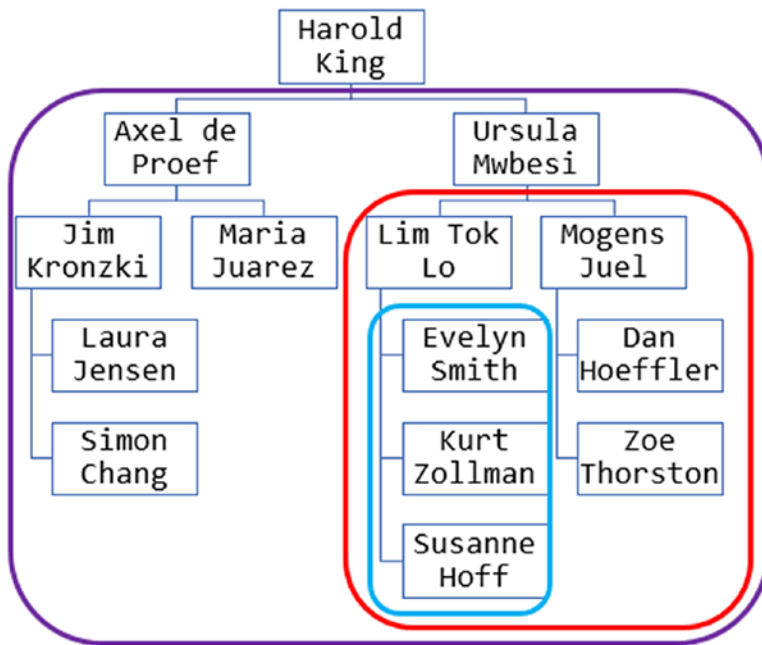 Harold
King
Axel de
Proef
Ursula
Mwbesi
Jim
Kronzki
Maria
Juarez
Lim Tok
Lo
Mogens
Juel
Laura
Jensen
Evelyn
Smith
Dan
Hoeffler
Simon
Chang
Kurt
Zollman
Zoe
Thorston
Susanne
Hoff